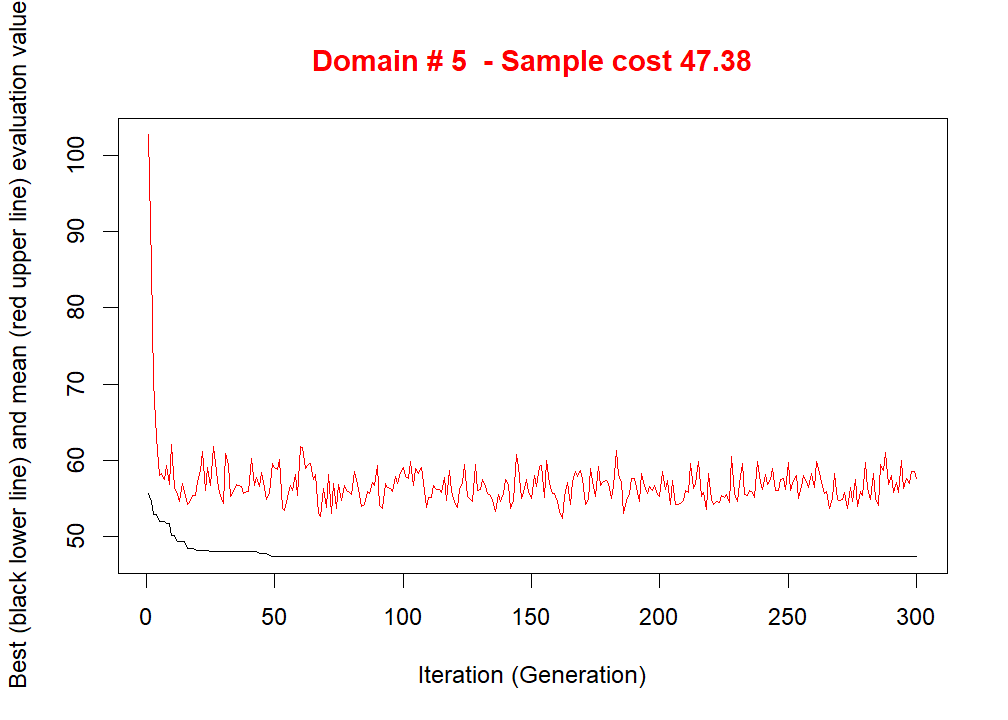 Domain # 5 - Sample cost 47.38
Best (black lower line) and mean (red upper line) evaluation value
100
90
80
70
60
50
0 50 100 150 200 250 300
Iteration (Generation)